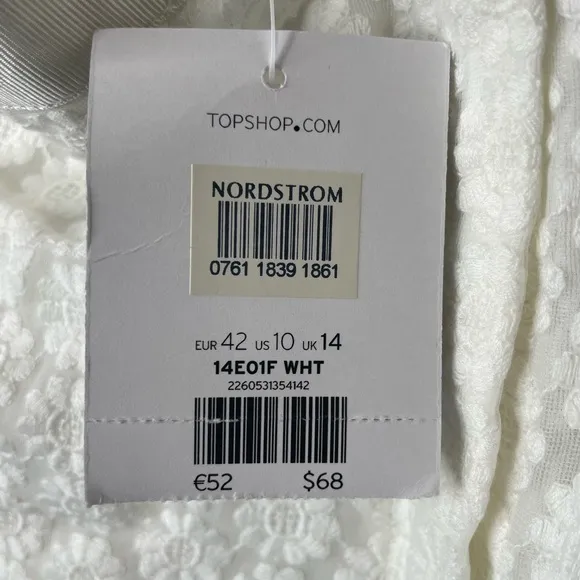 TOPSHOP.COM
NORDSTROM
0761 1839 1861
EUR 42 US 10 UK 14
14E01F WHT
2260531354142
€52 $68